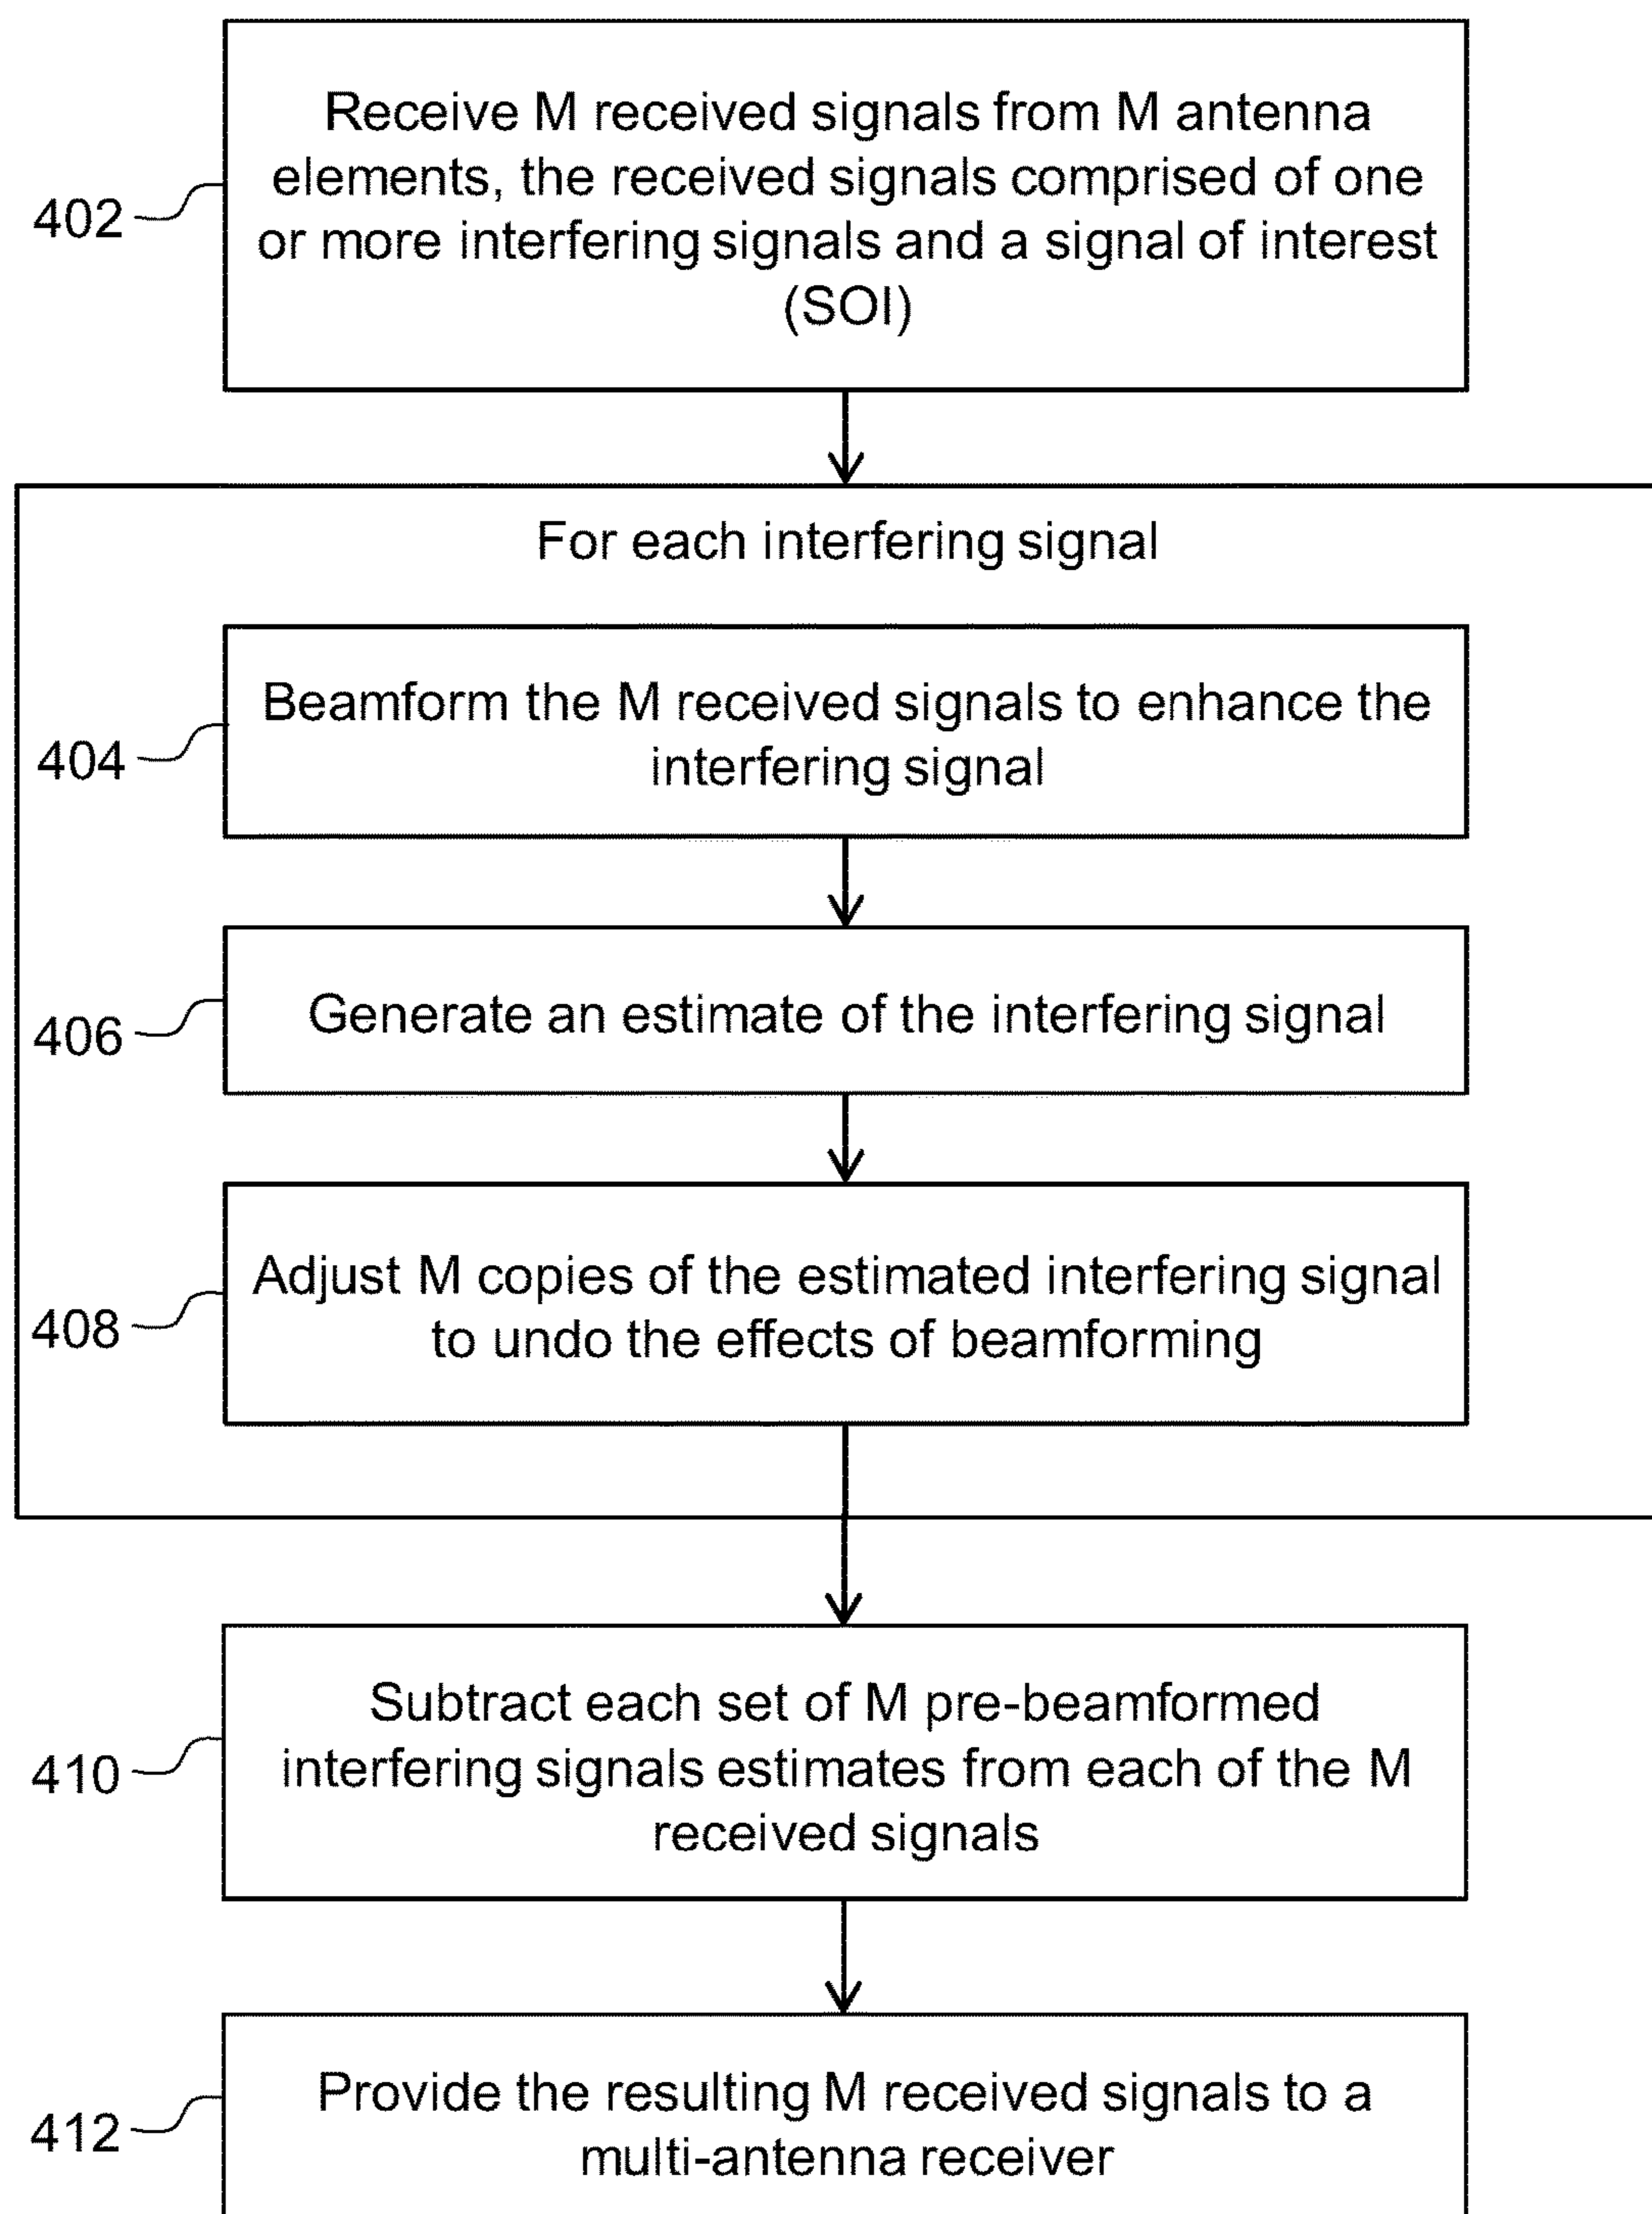 Receive M received signals from M antenna
elements, the received signals comprised of one
or more interfering signals and a signal of interest
(SOI)
402
For each interfering signal
Beamform the M received signals to enhance the
interfering signal
404
Generate an estimate of the interfering signal
406
Adjust M copies of the estimated interfering signal
to undo the effects of beamforming
408
Subtract each set of M pre-beamformed
interfering signals estimates from each of the M
received signals
410
Provide the resulting M received signals to a
multi-antenna receiver
412